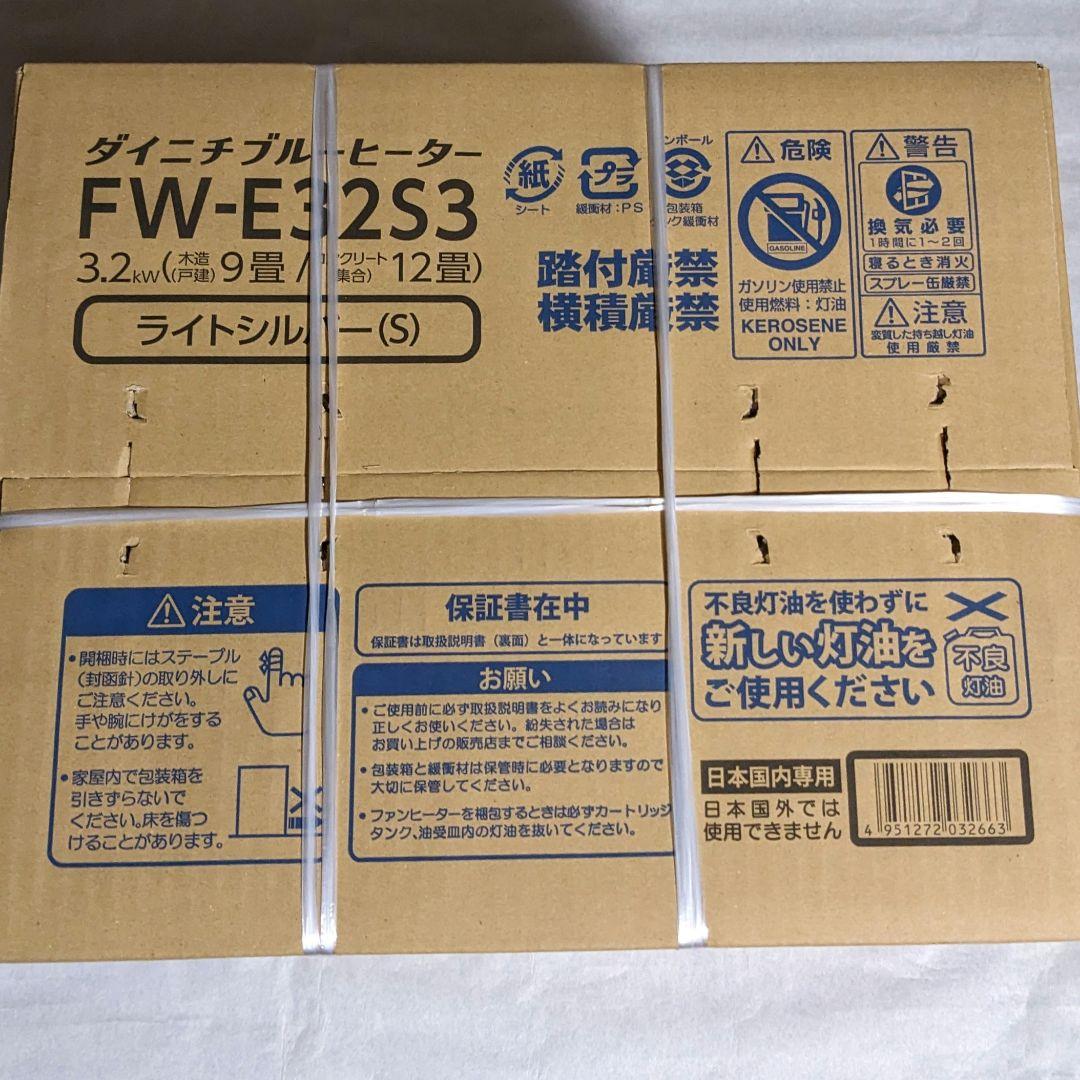 ダイニチブルーヒーター
FW-E32S3
3.2kW(木造(戸建)9畳/コンクリート(集合)12畳)
ライトシルバー(S)
紙
シート
プラ
緩衝材:PS
ンボール
包装箱
ク緩衝材
踏付厳禁
横積厳禁
危険
GASOLINE
ガソリン使用禁止
使用燃料:灯油
KEROSENE
ONLY
警告
換気必要
1時間に1~2回
寝るとき消火
スプレー缶厳禁
注意
変質した持ち越し灯油
使用厳禁
注意
•開梱時にはステープル
(封函針)の取り外しに
ご注意ください。
手や腕にけがをする
ことがあります。
•家屋内で包装箱を
引きずらないで
ください。床を傷つ
けることがあります。
保証書在中
保証書は取扱説明書(裏面)と一体になっています
お願い
•ご使用前に必ず取扱説明書をよくお読みになり
正しくお使いください。紛失された場合は
お買い上げの販売店までご相談ください。
•包装箱と緩衝材は保管時に必要となりますので
大切に保管してください。
•ファンヒーターを梱包するときは必ずカートリッジ
タンク、油受皿内の灯油を抜いてください。
不良灯油を使わずに
新しい灯油を
ご使用ください
不良
灯油
日本国内専用
日本国外では
使用できません
4 951272 032663